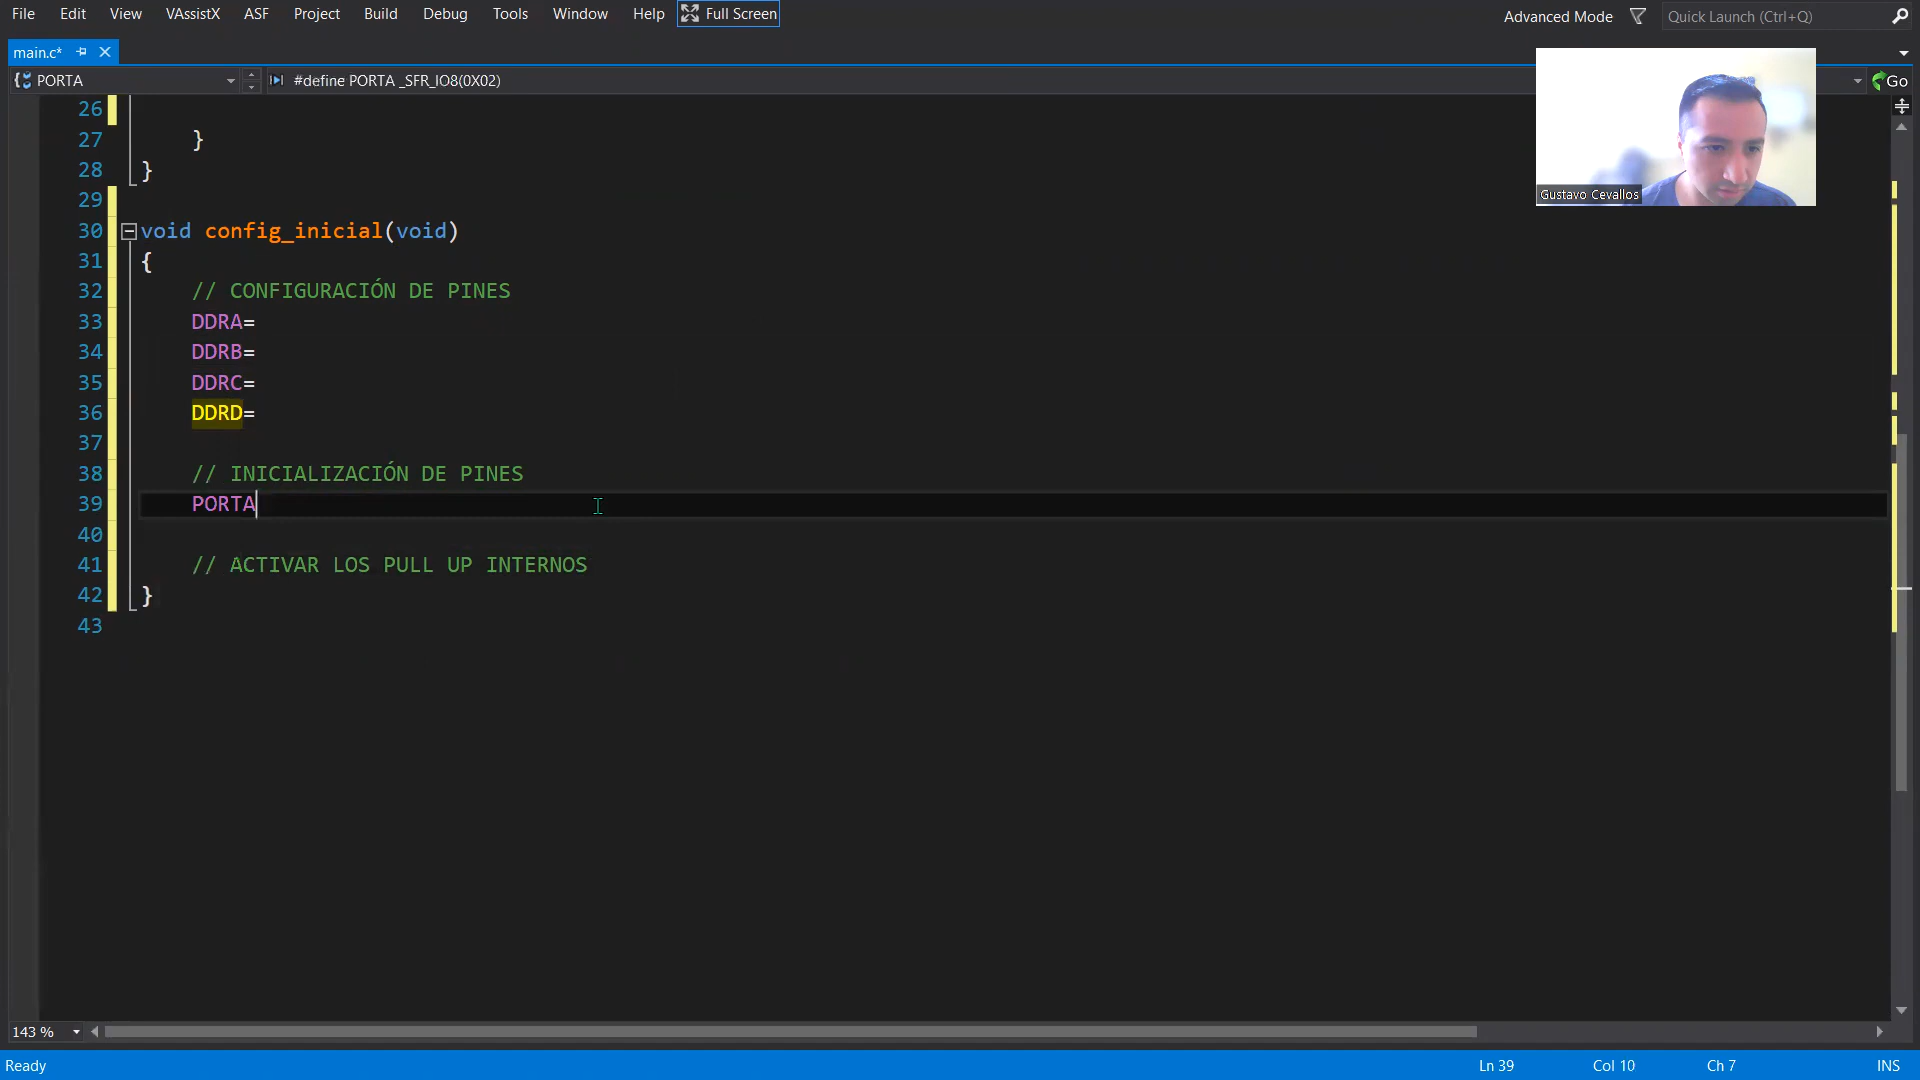 File Edit View VAssistX ASF Project Build Debug Tools Window Help Full Screen Advanced Mode Quick Launch (Ctrl+Q)
main.c*
PORTA #define PORTA _SFR_IO8(0X02) Go
26
27 }
28 }
29
30 void config_inicial(void)
31 {
32 // CONFIGURACIÓN DE PINES
33 DDRA=
34 DDRB=
35 DDRC=
36 DDRD=
37
38 // INICIALIZACIÓN DE PINES
39 PORTA
40
41 // ACTIVAR LOS PULL UP INTERNOS
42 }
43
Gustavo Cevallos
143 %
Ready Ln 39 Col 10 Ch 7 INS